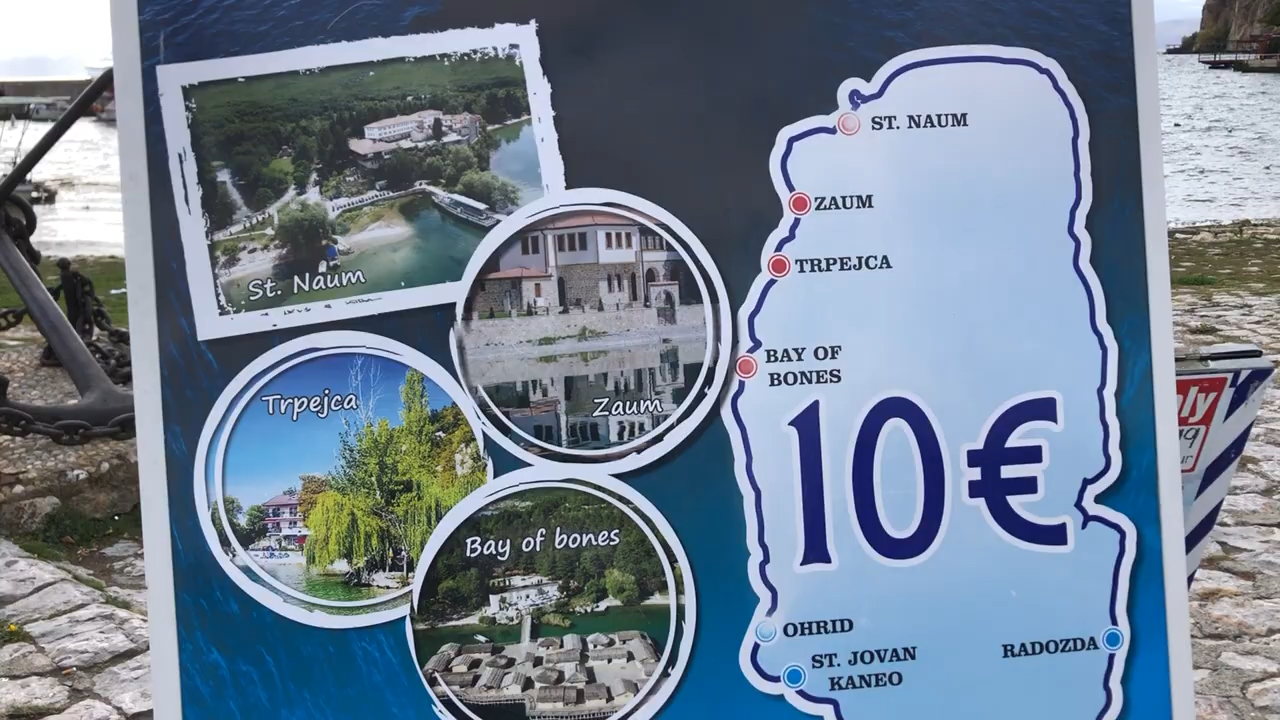 St. Naum
Zaum
Trpejca
Bay of bones
ST. NAUM
ZAUM
TRPEJCA
BAY OF
BONES
10€
OHRID
ST. JOVAN
KANEO
RADOZDA